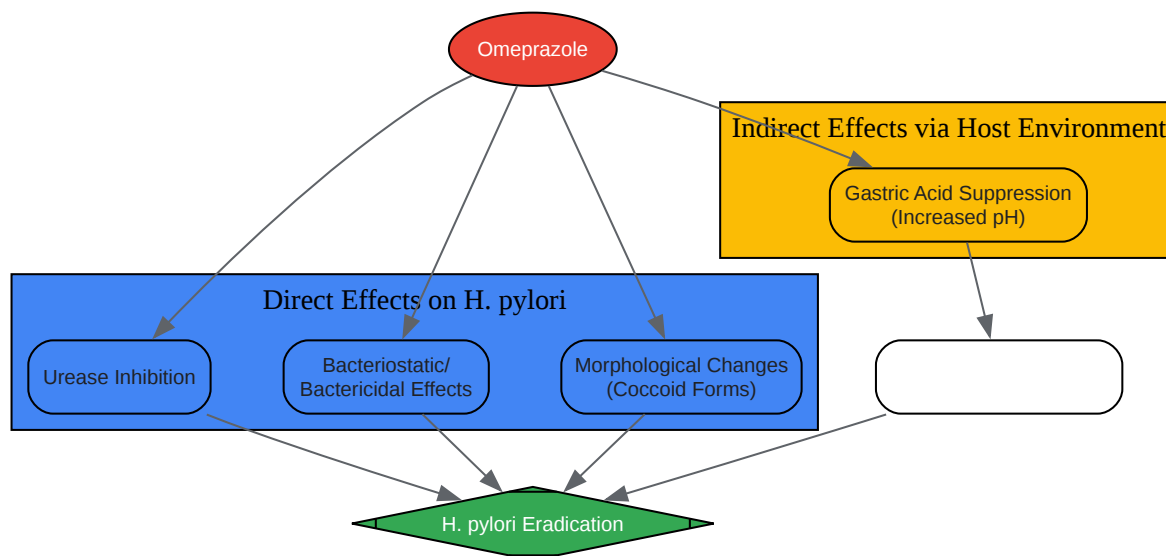 Omeprazole
Indirect Effects via Host Environment
Gastric Acid Suppression
(Increased pH)
Direct Effects on H. pylori
Urease Inhibition
Bacteriostatic/
Bactericidal Effects
Morphological Changes
(Coccoid Forms)
H. pylori Eradication